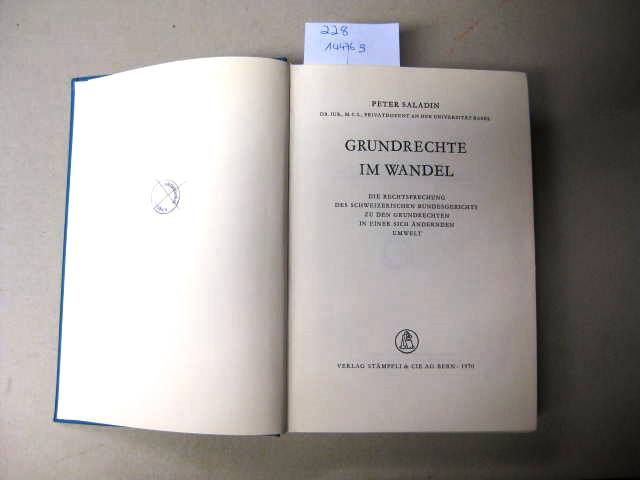 228
144769
PETER SALADIN
DR. IUR., M. C. L., PRIVATDOZENT AN DER UNIVERSITÄT BASEL
GRUNDRECHTE
IM WANDEL
DIE RECHTSPRECHUNG
DES SCHWEIZERISCHEN BUNDESGERICHTS
ZU DEN GRUNDRECHTEN
IN EINER SICH ÄNDERNDEN
UMWELT
VERLAG STÄMPFLI & CIE AG BERN · 1970